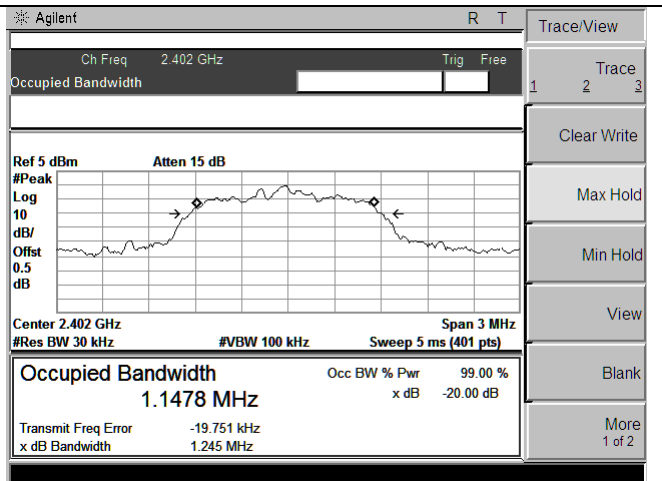 Agilent R T
Ch Freq 2.402 GHz Trig Free
Occupied Bandwidth
Ref 5 dBm Atten 15 dB
#Peak
Log
10
dB/
Offst
0.5
dB
Center 2.402 GHz Span 3 MHz
#Res BW 30 kHz #VBW 100 kHz Sweep 5 ms (401 pts)
Occupied Bandwidth Occ BW % Pwr 99.00 %
1.1478 MHz x dB -20.00 dB
Transmit Freq Error -19.751 kHz
x dB Bandwidth 1.245 MHz
Trace/View
Trace
1 2 3
Clear Write
Max Hold
Min Hold
View
Blank
More
1 of 2